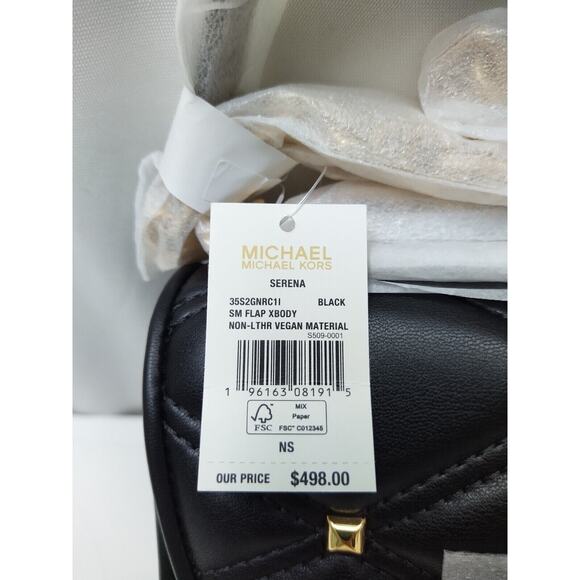 MICHAEL
MICHAEL KORS
SERENA
35S2GNRC1I BLACK
SM FLAP XBODY
NON-LTHR VEGAN MATERIAL
S509-0001
1 96163 08191 5
FSC
MIX
Paper
FSC® C012345
NS
OUR PRICE $498.00